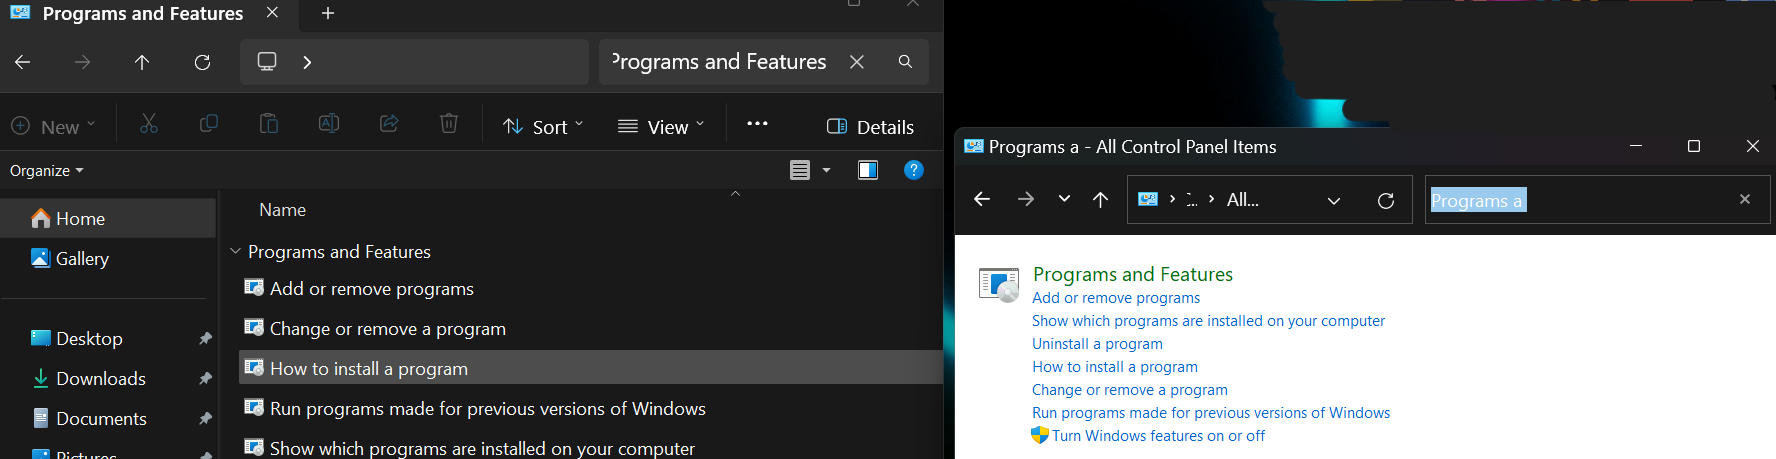 Programs and Features
Programs and Features
New
Sort
View
Details
Organize
Home
Gallery
Desktop
Downloads
Documents
Pictures
Name
Programs and Features
Add or remove programs
Change or remove a program
How to install a program
Run programs made for previous versions of Windows
Show which programs are installed on your computer
Programs a - All Control Panel Items
All...
Programs a
Programs and Features
Add or remove programs
Show which programs are installed on your computer
Uninstall a program
How to install a program
Change or remove a program
Run programs made for previous versions of Windows
Turn Windows features on or off